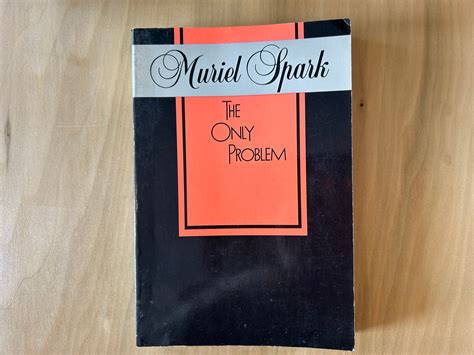 Muriel Spark
THE
ONLY
PROBLEM